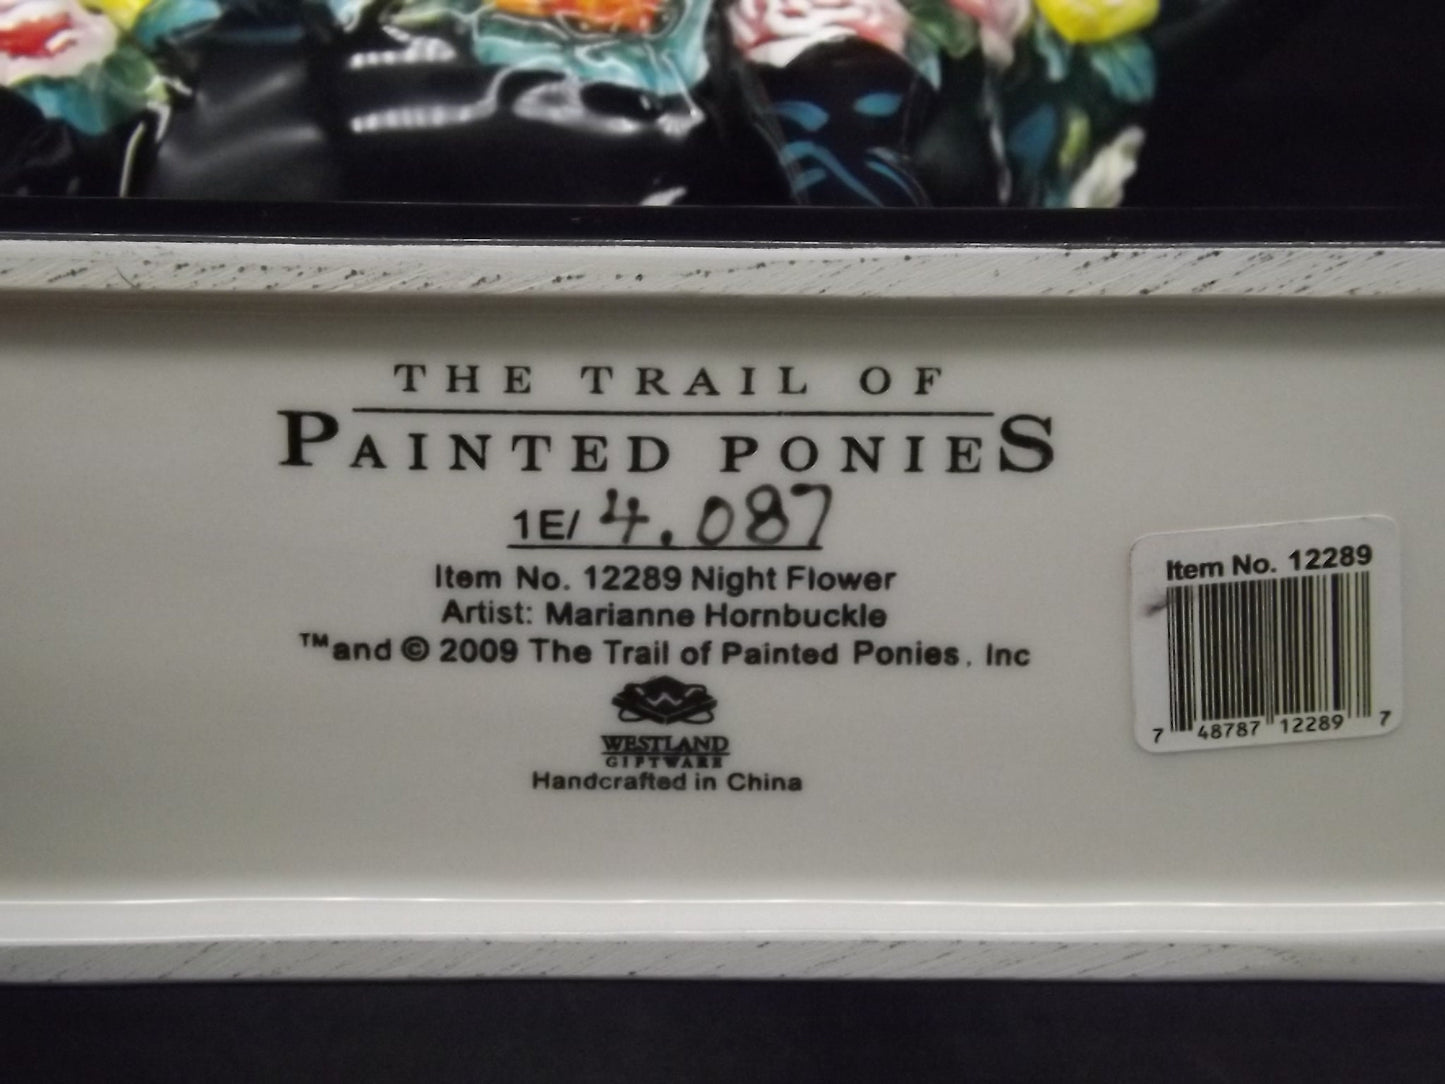 THE TRAIL OF
PAINTED PONIES
1E/ 4.087
Item No. 12289 Night Flower
Artist: Marianne Hornbuckle
™and © 2009 The Trail of Painted Ponies. Inc
WESTLAND
GIFTWARE
Handcrafted in China
Item No. 12289
7 48787 12289 7